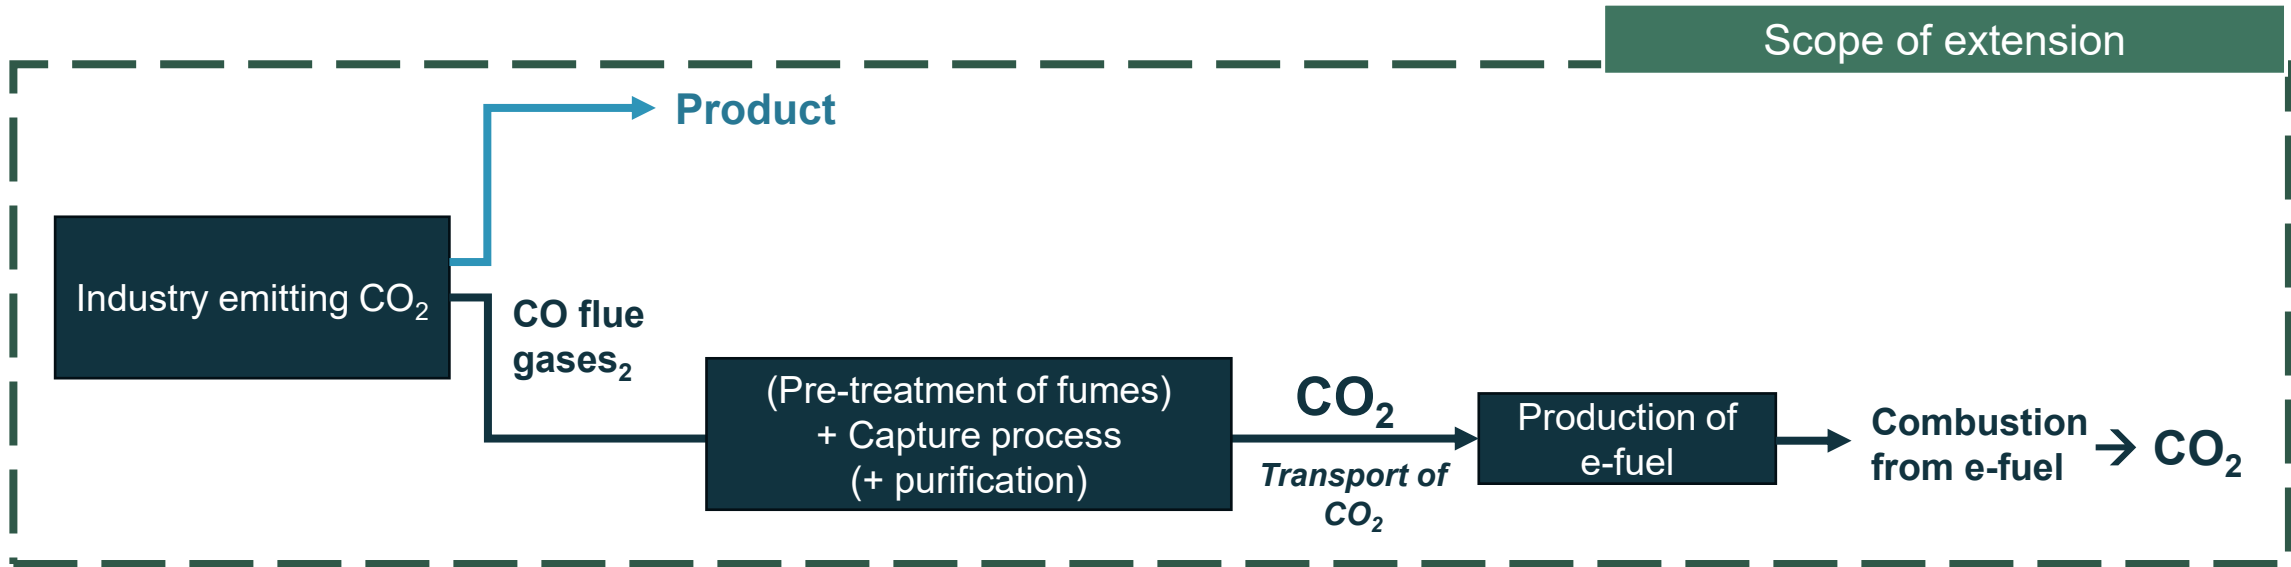 Scope of extension
Product
Industry emitting CO₂
CO flue
gases₂
(Pre-treatment of fumes)
+ Capture process
(+ purification)
CO₂
Transport of
CO₂
Production of
e-fuel
Combustion
from e-fuel
→ CO₂